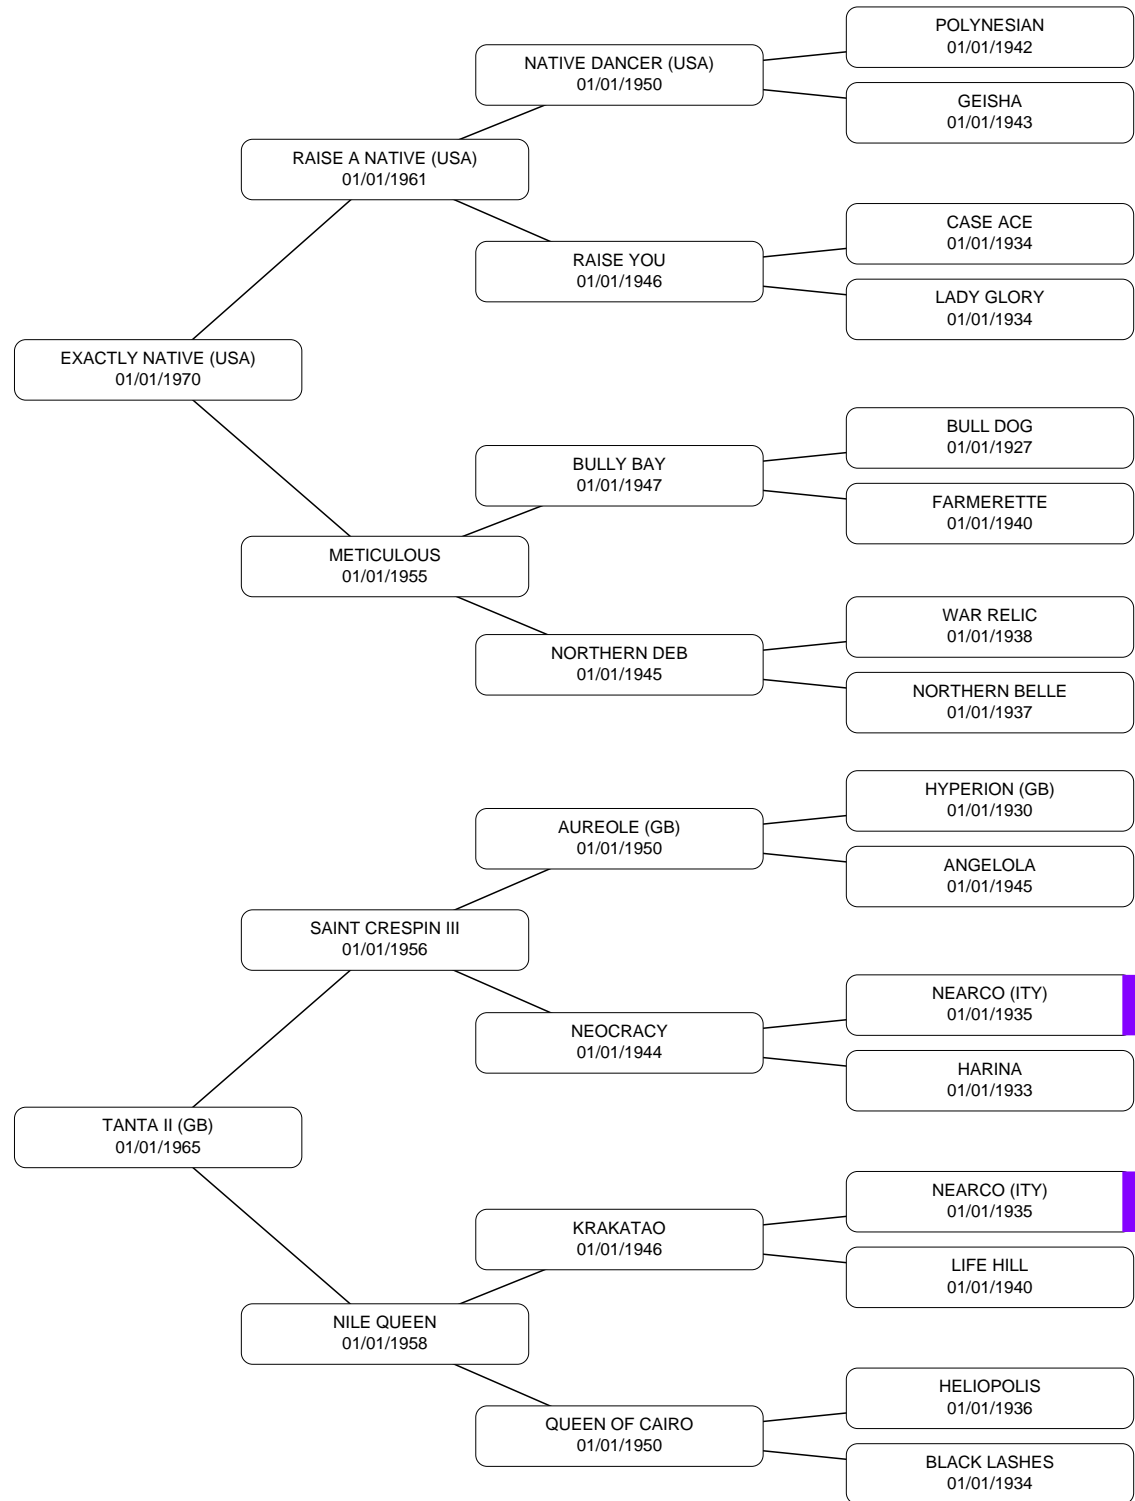 POLYNESIAN
01/01/1942
NATIVE DANCER (USA)
01/01/1950
GEISHA
01/01/1943
RAISE A NATIVE (USA)
01/01/1961
CASE ACE
01/01/1934
RAISE YOU
01/01/1946
LADY GLORY
01/01/1934
EXACTLY NATIVE (USA)
01/01/1970
BULL DOG
01/01/1927
BULLY BAY
01/01/1947
FARMERETTE
01/01/1940
METICULOUS
01/01/1955
WAR RELIC
01/01/1938
NORTHERN DEB
01/01/1945
NORTHERN BELLE
01/01/1937
HYPERION (GB)
01/01/1930
AUREOLE (GB)
01/01/1950
ANGELOLA
01/01/1945
SAINT CRESPIN III
01/01/1956
NEARCO (ITY)
01/01/1935
NEOCRACY
01/01/1944
HARINA
01/01/1933
TANTA II (GB)
01/01/1965
NEARCO (ITY)
01/01/1935
KRAKATAO
01/01/1946
LIFE HILL
01/01/1940
NILE QUEEN
01/01/1958
HELIOPOLIS
01/01/1936
QUEEN OF CAIRO
01/01/1950
BLACK LASHES
01/01/1934